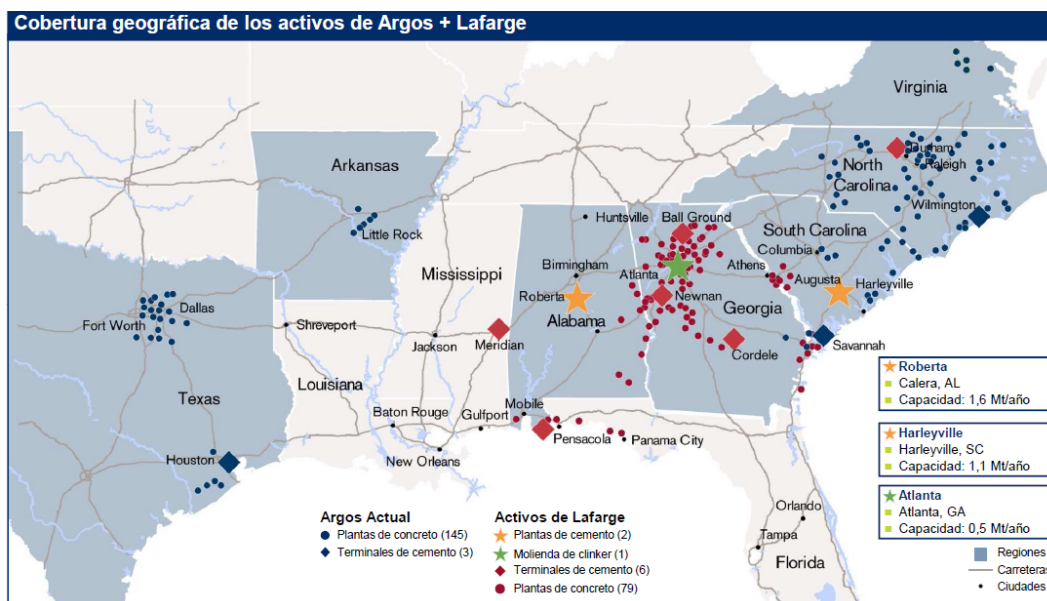 Cobertura geográfica de los activos de Argos + Lafarge
Virginia
Arkansas
Durham
Raleigh
North
Carolina
Wilmington
Huntsville
Ball Ground
Little Rock
South Carolina
Columbia
Mississippi
Birmingham
Atlanta
Athens
Augusta
Harleyville
Roberta
Newnan
Georgia
Dallas
Fort Worth
Shreveport
Alabama
Jackson
Meridian
Cordele
Savannah
Louisiana
Texas
Mobile
Baton Rouge
Gulfport
Pensacola
Panama City
Houston
New Orleans
Orlando
Tampa
Florida
Roberta
Calera, AL
Capacidad: 1,6 Mt/año
Harleyville
Harleyville, SC
Capacidad: 1,1 Mt/año
Atlanta
Atlanta, GA
Capacidad: 0,5 Mt/año
Argos Actual
Plantas de concreto (145)
Terminales de cemento (3)
Activos de Lafarge
Plantas de cemento (2)
Molienda de clinker (1)
Terminales de cemento (6)
Plantas de concreto (79)
Regiones
Carreteras
Ciudades